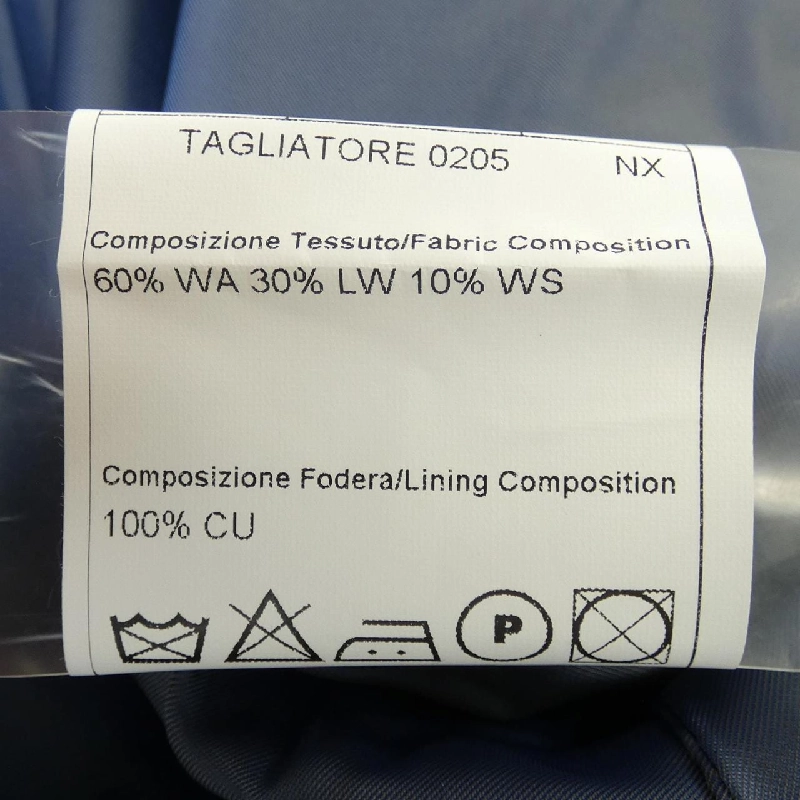 TAGLIATORE 0205 NX
Composizione Tessuto/Fabric Composition
60% WA 30% LW 10% WS
Composizione Fodera/Lining Composition
100% CU
P